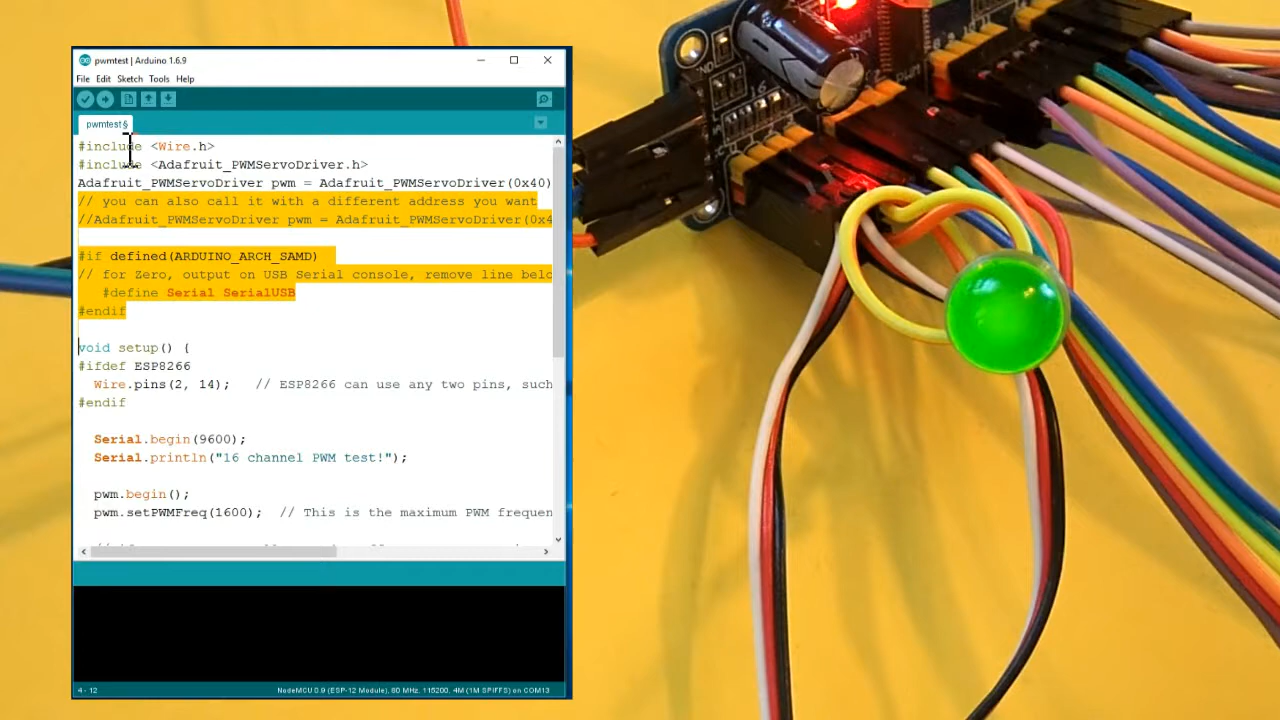 pwmtest | Arduino 1.6.9
File Edit Sketch Tools Help
pwmtest§
#include <Wire.h>
#include <Adafruit_PWMServoDriver.h>
Adafruit_PWMServoDriver pwm = Adafruit_PWMServoDriver(0x40)
// you can also call it with a different address you want
//Adafruit_PWMServoDriver pwm = Adafruit_PWMServoDriver(0x4
#if defined(ARDUINO_ARCH_SAMD)
// for Zero, output on USB Serial console, remove line belo
#define Serial SerialUSB
#endif
void setup() {
#ifdef ESP8266
Wire.pins(2, 14);   // ESP8266 can use any two pins, such
#endif
Serial.begin(9600);
Serial.println("16 channel PWM test!");
pwm.begin();
pwm.setPWMFreq(1600);  // This is the maximum PWM frequen
4 - 12
NodeMCU 0.9 (ESP-12 Module), 80 MHz, 115200, 4M (1M SPIFFS) on COM13
PWM